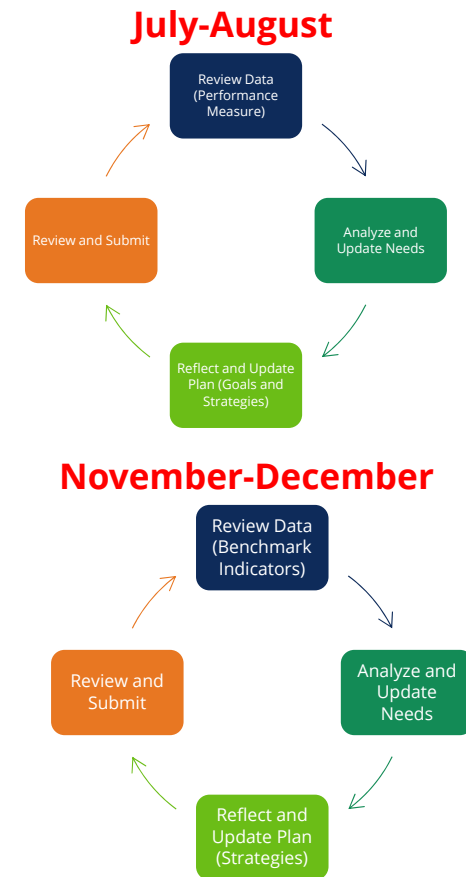 July-August
Review Data
(Performance
Measure)
Analyze and
Update Needs
Reflect and Update
Plan (Goals and
Strategies)
Review and Submit
November-December
Review Data
(Benchmark
Indicators)
Analyze and
Update
Needs
Reflect and
Update Plan
(Strategies)
Review and
Submit